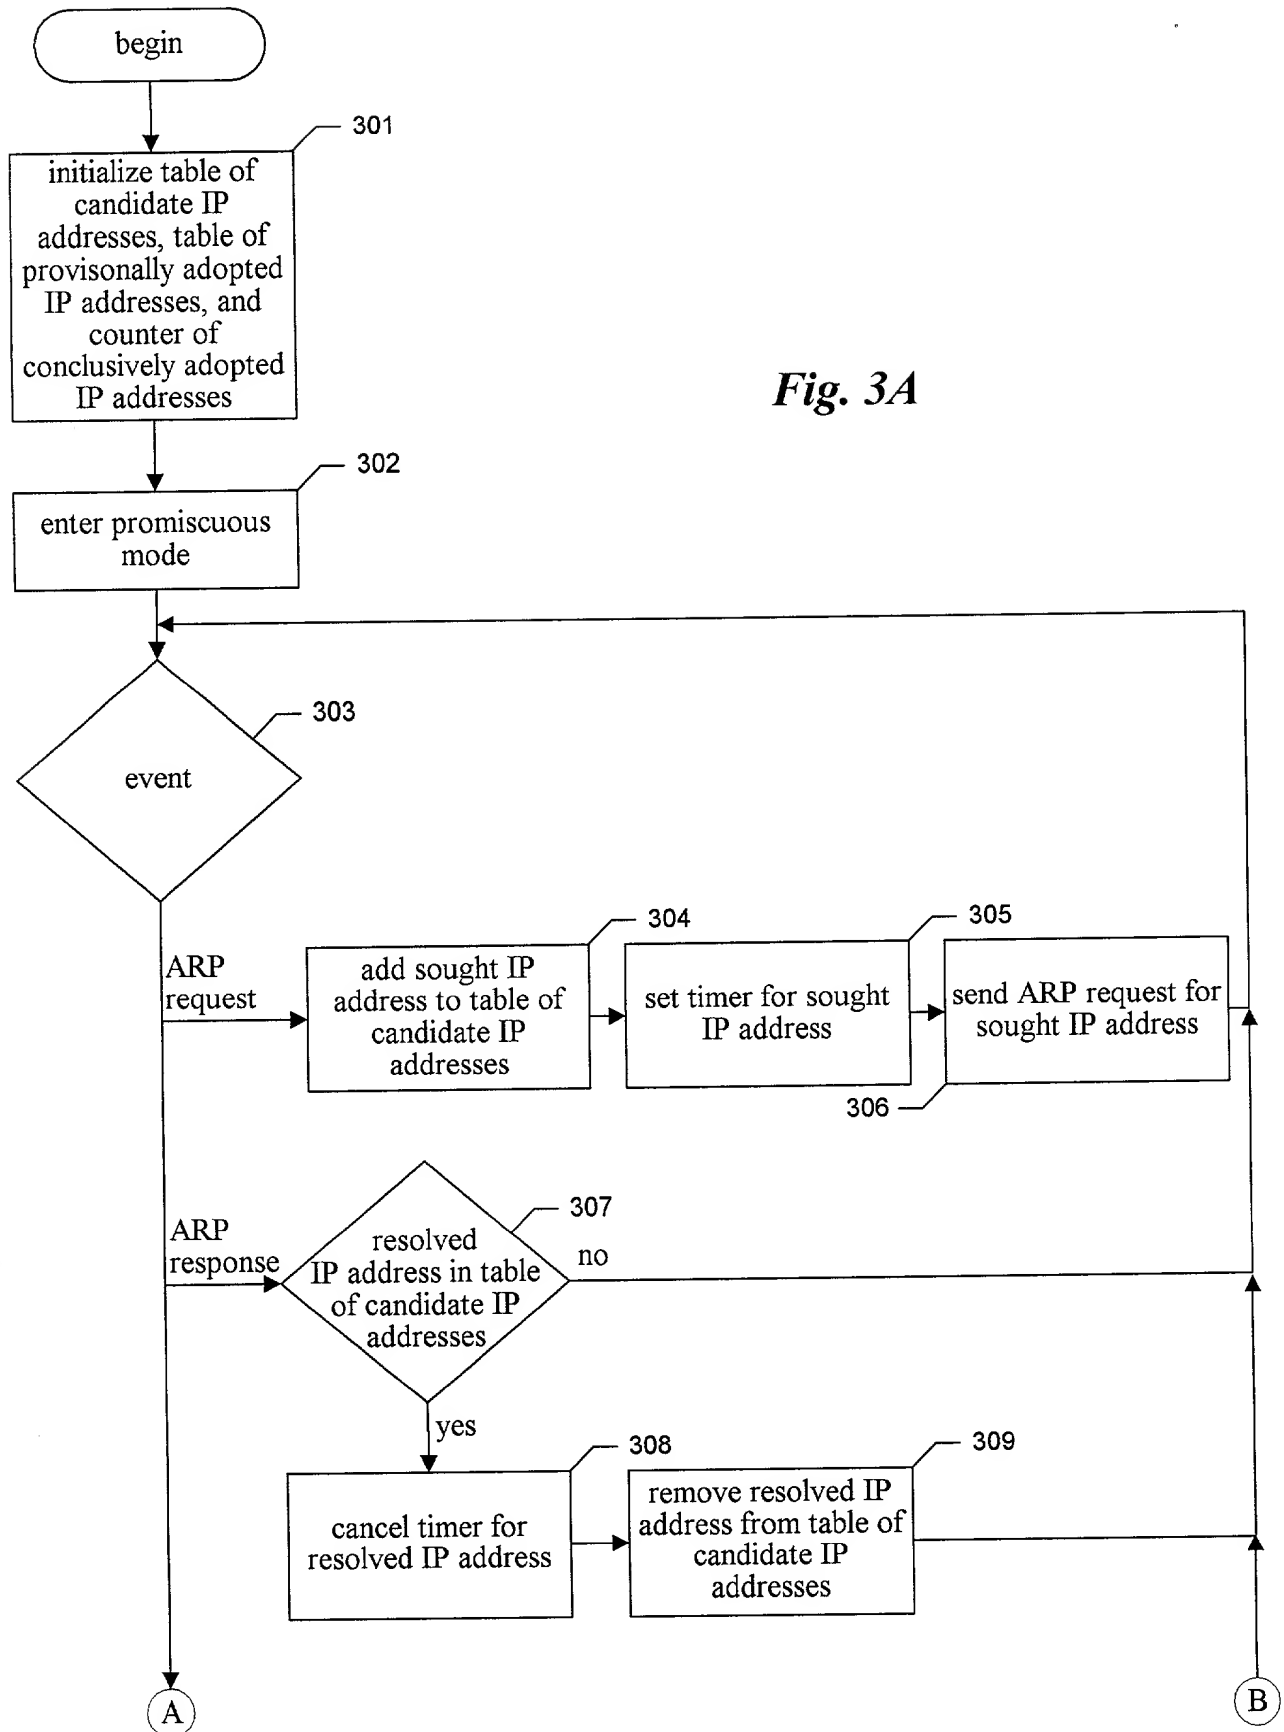 begin
301
initialize table of
candidate IP
addresses, table of
provisonally adopted
IP addresses, and
counter of
conclusively adopted
IP addresses
Fig. 3A
302
enter promiscuous
mode
303
event
ARP
request
304
add sought IP
address to table of
candidate IP
addresses
305
set timer for sought
IP address
send ARP request for
sought IP address
306
ARP
response
307
resolved
IP address in table
of candidate IP
addresses
no
yes
308
cancel timer for
resolved IP address
309
remove resolved IP
address from table of
candidate IP
addresses
A
B